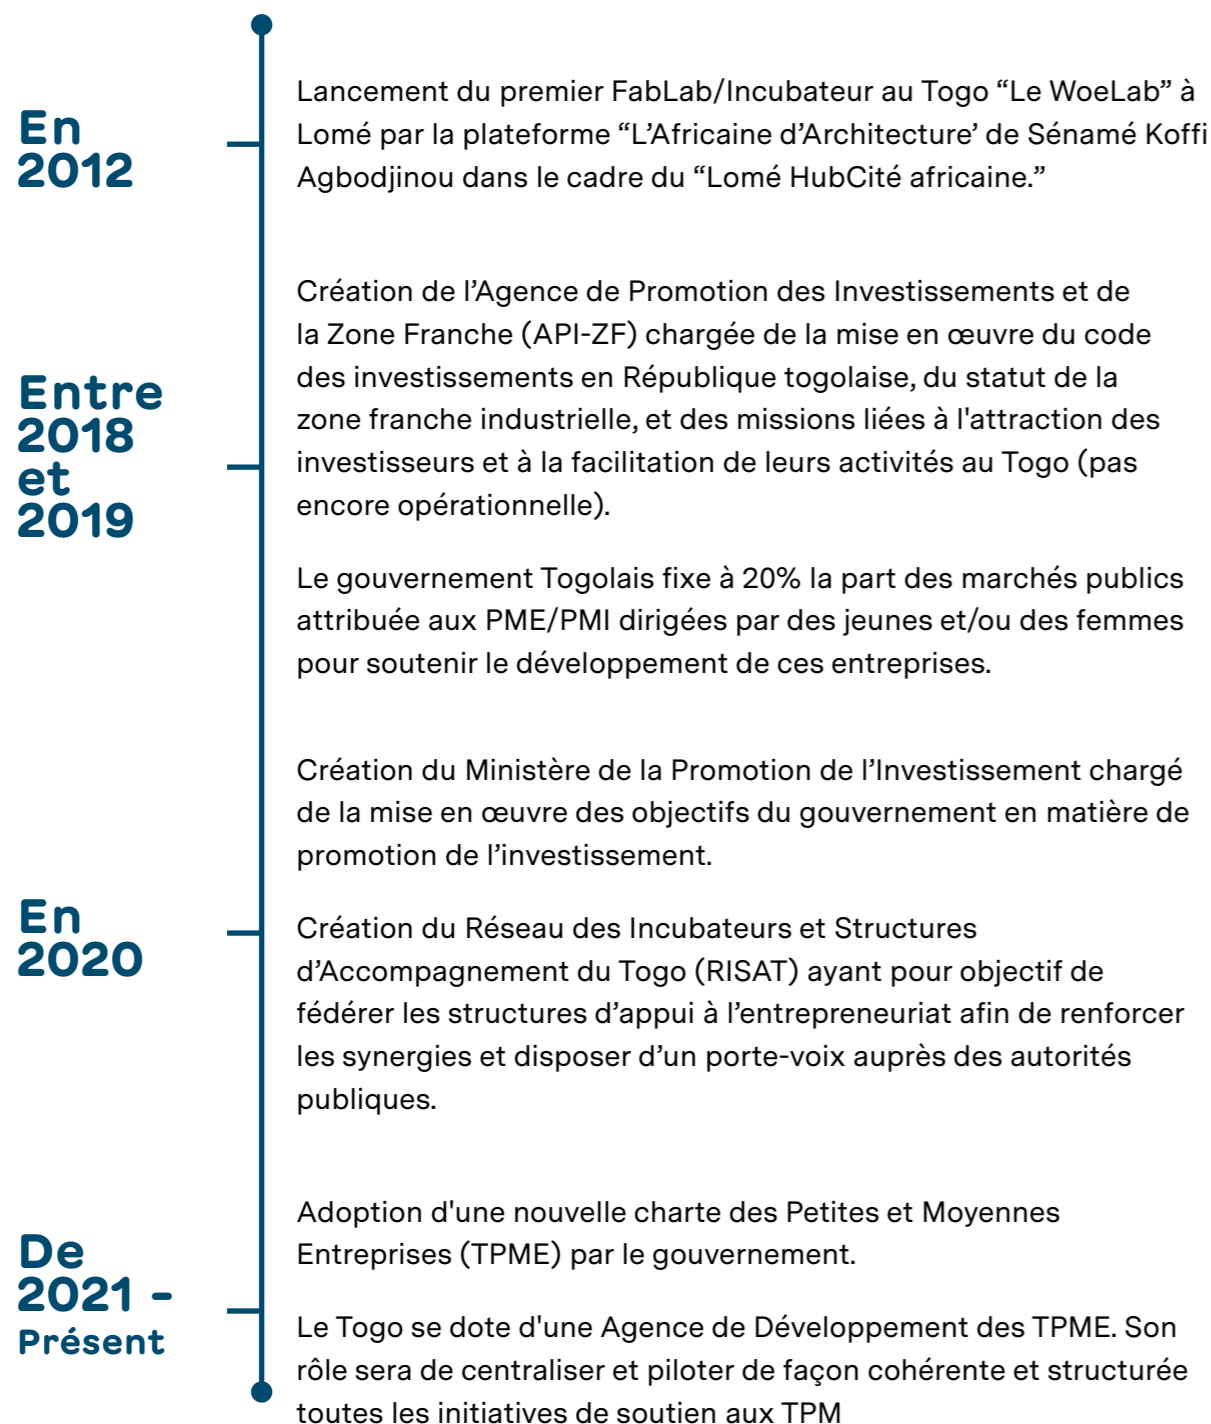 En
2012
Lancement du premier FabLab/Incubateur au Togo “Le WoeLab” à
Lomé par la plateforme “L’Africaine d’Architecture’ de Sénamé Koffi
Agbodjinou dans le cadre du “Lomé HubCité africaine.”
Entre
2018
et
2019
Création de l’Agence de Promotion des Investissements et de
la Zone Franche (API-ZF) chargée de la mise en œuvre du code
des investissements en République togolaise, du statut de la
zone franche industrielle, et des missions liées à l'attraction des
investisseurs et à la facilitation de leurs activités au Togo (pas
encore opérationnelle).
Le gouvernement Togolais fixe à 20% la part des marchés publics
attribuée aux PME/PMI dirigées par des jeunes et/ou des femmes
pour soutenir le développement de ces entreprises.
En
2020
Création du Ministère de la Promotion de l’Investissement chargé
de la mise en œuvre des objectifs du gouvernement en matière de
promotion de l’investissement.
Création du Réseau des Incubateurs et Structures
d’Accompagnement du Togo (RISAT) ayant pour objectif de
fédérer les structures d’appui à l’entrepreneuriat afin de renforcer
les synergies et disposer d’un porte-voix auprès des autorités
publiques.
De
2021 -
Présent
Adoption d'une nouvelle charte des Petites et Moyennes
Entreprises (TPME) par le gouvernement.
Le Togo se dote d'une Agence de Développement des TPME. Son
rôle sera de centraliser et piloter de façon cohérente et structurée
toutes les initiatives de soutien aux TPM